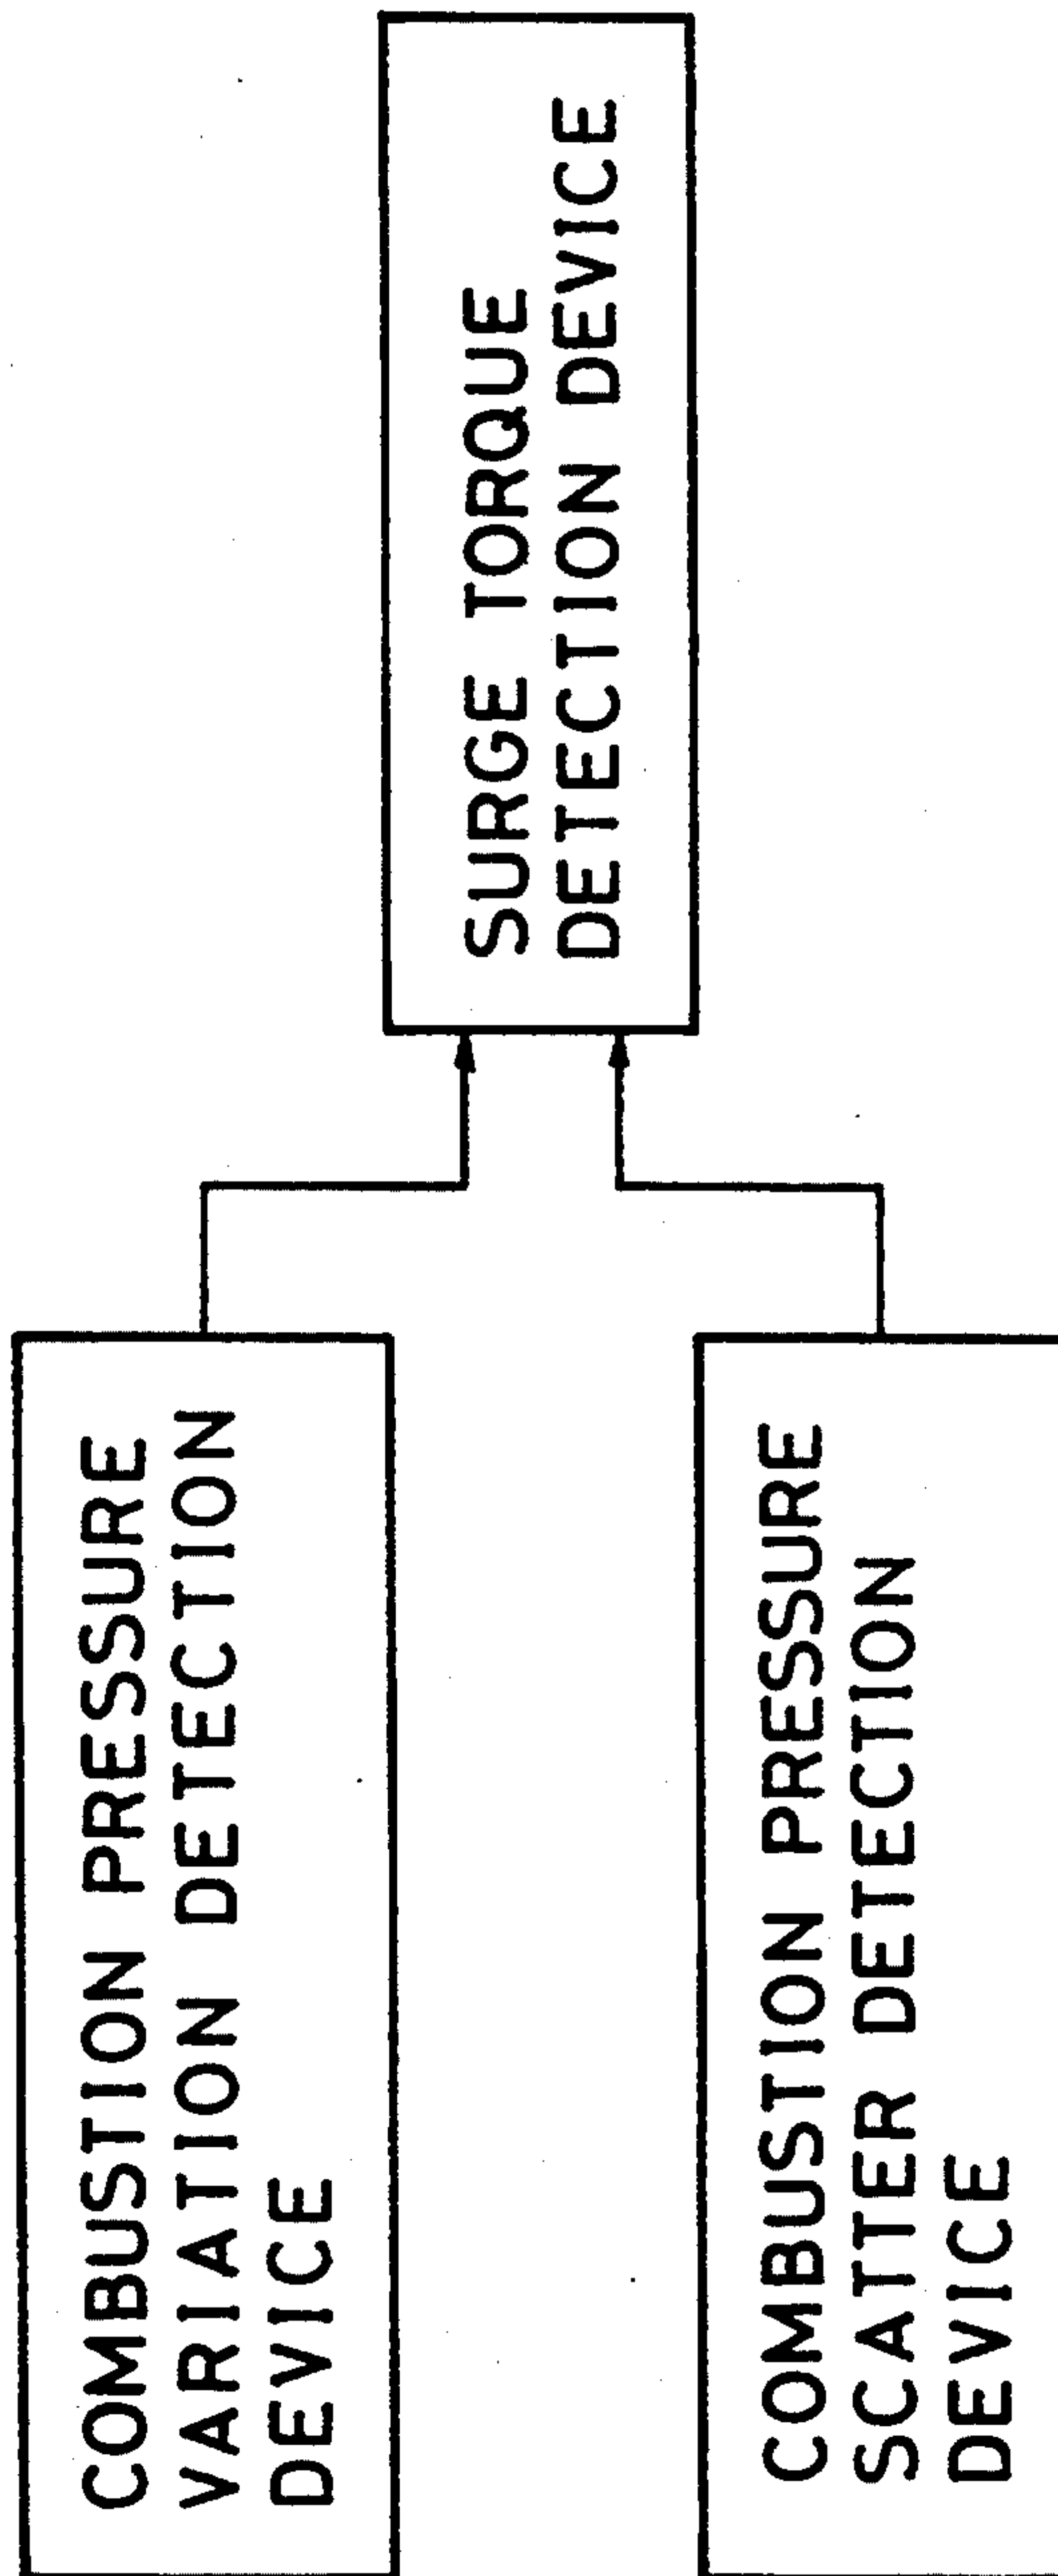 COMBUSTION PRESSURE
VARIATION DETECTION
DEVICE
COMBUSTION PRESSURE
SCATTER DETECTION
DEVICE
SURGE TORQUE
DETECTION DEVICE